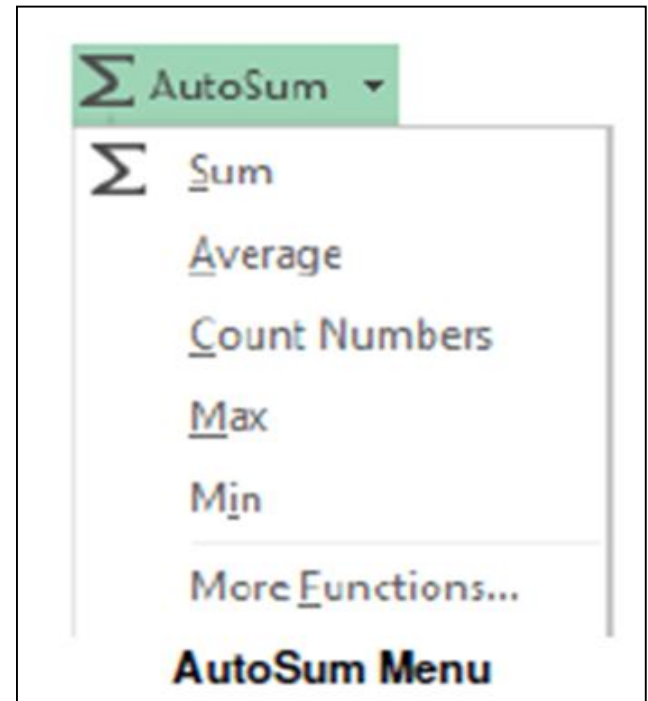 Σ AutoSum
Σ Sum
Average
Count Numbers
Max
Min
More Functions...
AutoSum Menu